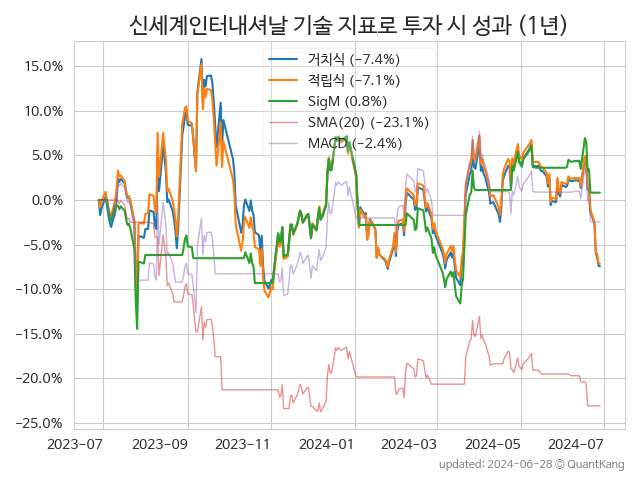 신세계인터내셔날 기술 지표로 투자 시 성과 (1년)
거치식 (−7.4%)
적립식 (−7.1%)
SigM (0.8%)
SMA(20) (−23.1%)
MACD (−2.4%)
15.0%
10.0%
5.0%
0.0%
−5.0%
−10.0%
−15.0%
−20.0%
−25.0%
2023-07 2023-09 2023-11 2024-01 2024-03 2024-05 2024-07
updated: 2024-06-28 ⓒ QuantKang